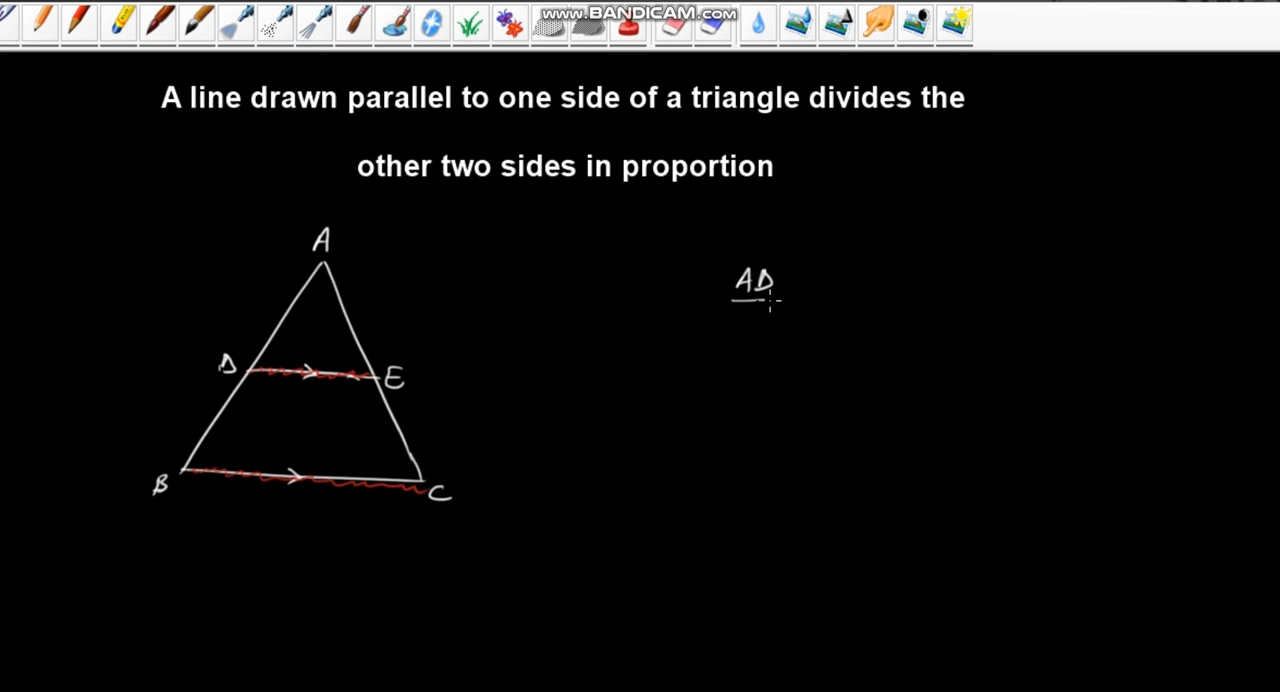 www.BANDICAM.com
A line drawn parallel to one side of a triangle divides the
other two sides in proportion
A
AD
D
E
B
C